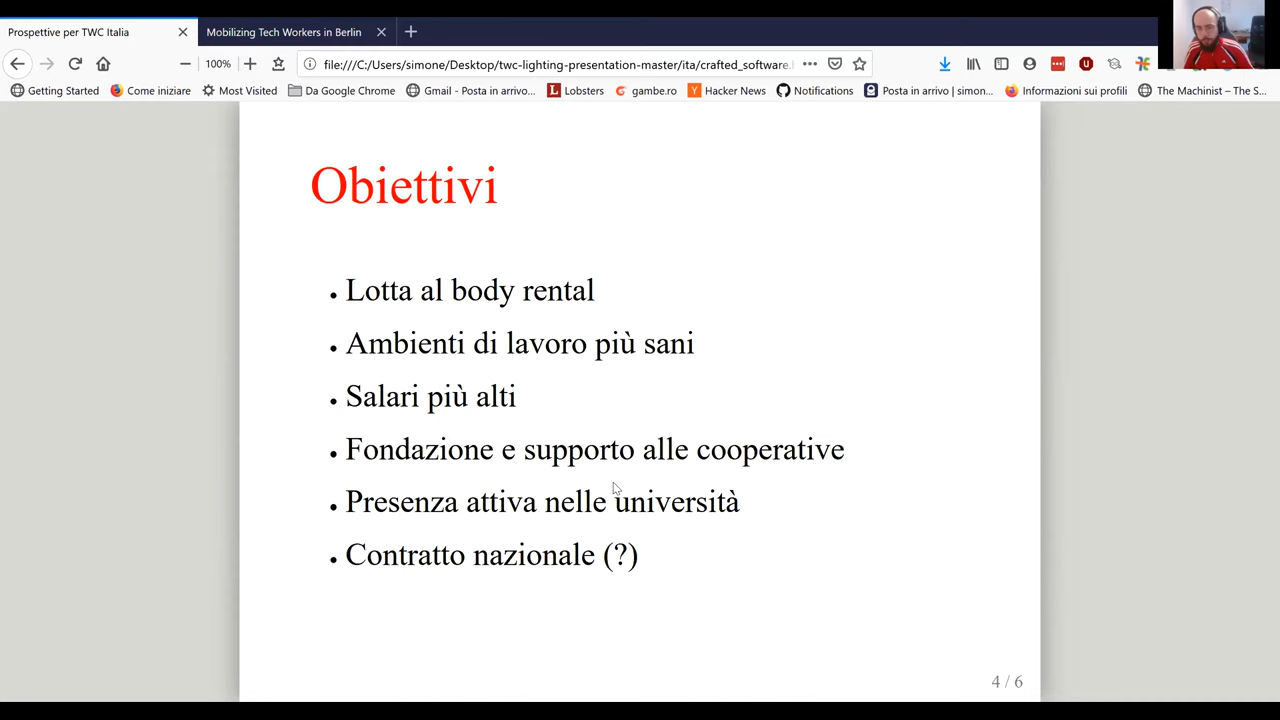 Prospettive per TWC Italia
Mobilizing Tech Workers in Berlin
100%
file:///C:/Users/simone/Desktop/twc-lighting-presentation-master/ita/crafted_software.
Getting Started
Come iniziare
Most Visited
Da Google Chrome
Gmail - Posta in arrivo...
Lobsters
gambe.ro
Hacker News
Notifications
Posta in arrivo | simon...
Informazioni sui profili
The Machinist – The S...
Obiettivi
• Lotta al body rental
• Ambienti di lavoro più sani
• Salari più alti
• Fondazione e supporto alle cooperative
• Presenza attiva nelle università
• Contratto nazionale (?)
4 / 6